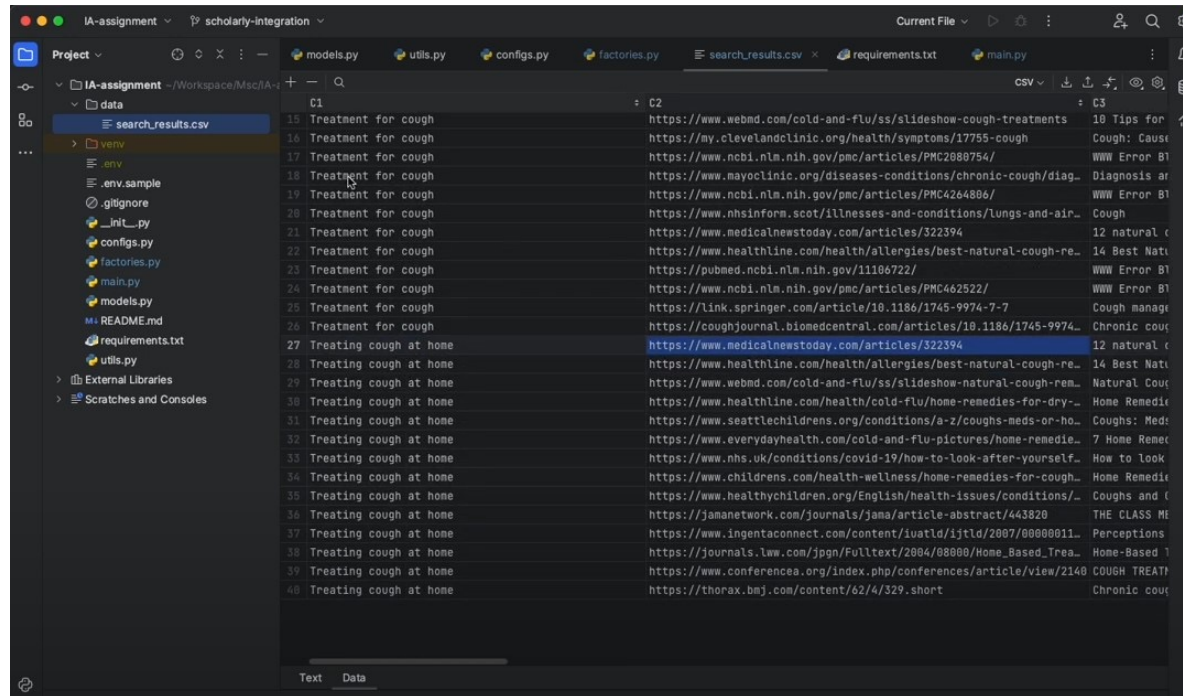 IA-assignment scholarly-integration Current File
Project models.py utils.py configs.py factories.py search_results.csv requirements.txt main.py
IA-assignment ~/Workspace/Msc/IA-a
CSV
data
C1 C2 C3
search_results.csv
15 Treatment for cough https://www.webmd.com/cold-and-flu/ss/slideshow-cough-treatments 10 Tips for
venv
16 Treatment for cough https://my.clevelandclinic.org/health/symptoms/17755-cough Cough: Cause
.env
17 Treatment for cough https://www.ncbi.nlm.nih.gov/pmc/articles/PMC2080754/ WWW Error Bl
.env.sample
18 Treatment for cough https://www.mayoclinic.org/diseases-conditions/chronic-cough/diag… Diagnosis an
.gitignore
19 Treatment for cough https://www.ncbi.nlm.nih.gov/pmc/articles/PMC4264806/ WWW Error Bl
__init__.py
20 Treatment for cough https://www.nhsinform.scot/illnesses-and-conditions/lungs-and-air… Cough
configs.py
21 Treatment for cough https://www.medicalnewstoday.com/articles/322394 12 natural c
factories.py
22 Treatment for cough https://www.healthline.com/health/allergies/best-natural-cough-re… 14 Best Natu
main.py
23 Treatment for cough https://pubmed.ncbi.nlm.nih.gov/11106722/ WWW Error Bl
models.py
24 Treatment for cough https://www.ncbi.nlm.nih.gov/pmc/articles/PMC462522/ WWW Error Bl
README.md
25 Treatment for cough https://link.springer.com/article/10.1186/1745-9974-7-7 Cough manage
requirements.txt
26 Treatment for cough https://coughjournal.biomedcentral.com/articles/10.1186/1745-9974… Chronic coug
utils.py
27 Treating cough at home https://www.medicalnewstoday.com/articles/322394 12 natural c
External Libraries
28 Treating cough at home https://www.healthline.com/health/allergies/best-natural-cough-re… 14 Best Natu
Scratches and Consoles
29 Treating cough at home https://www.webmd.com/cold-and-flu/ss/slideshow-natural-cough-rem… Natural Coug
30 Treating cough at home https://www.healthline.com/health/cold-flu/home-remedies-for-dry-… Home Remedie
31 Treating cough at home https://www.seattlechildrens.org/conditions/a-z/coughs-meds-or-ho… Coughs: Meds
32 Treating cough at home https://www.everydayhealth.com/cold-and-flu-pictures/home-remedie… 7 Home Remed
33 Treating cough at home https://www.nhs.uk/conditions/covid-19/how-to-look-after-yourself… How to look
34 Treating cough at home https://www.childrens.com/health-wellness/home-remedies-for-cough… Home Remedie
35 Treating cough at home https://www.healthychildren.org/English/health-issues/conditions/… Coughs and C
36 Treating cough at home https://jamanetwork.com/journals/jama/article-abstract/443820 THE CLASS ME
37 Treating cough at home https://www.ingentaconnect.com/content/iuatld/ijtld/2007/00000011… Perceptions
38 Treating cough at home https://journals.lww.com/jpgn/Fulltext/2004/08000/Home_Based_Trea… Home-Based T
39 Treating cough at home https://www.conferencea.org/index.php/conferences/article/view/2140 COUGH TREATM
40 Treating cough at home https://thorax.bmj.com/content/62/4/329.short Chronic coug
Text Data